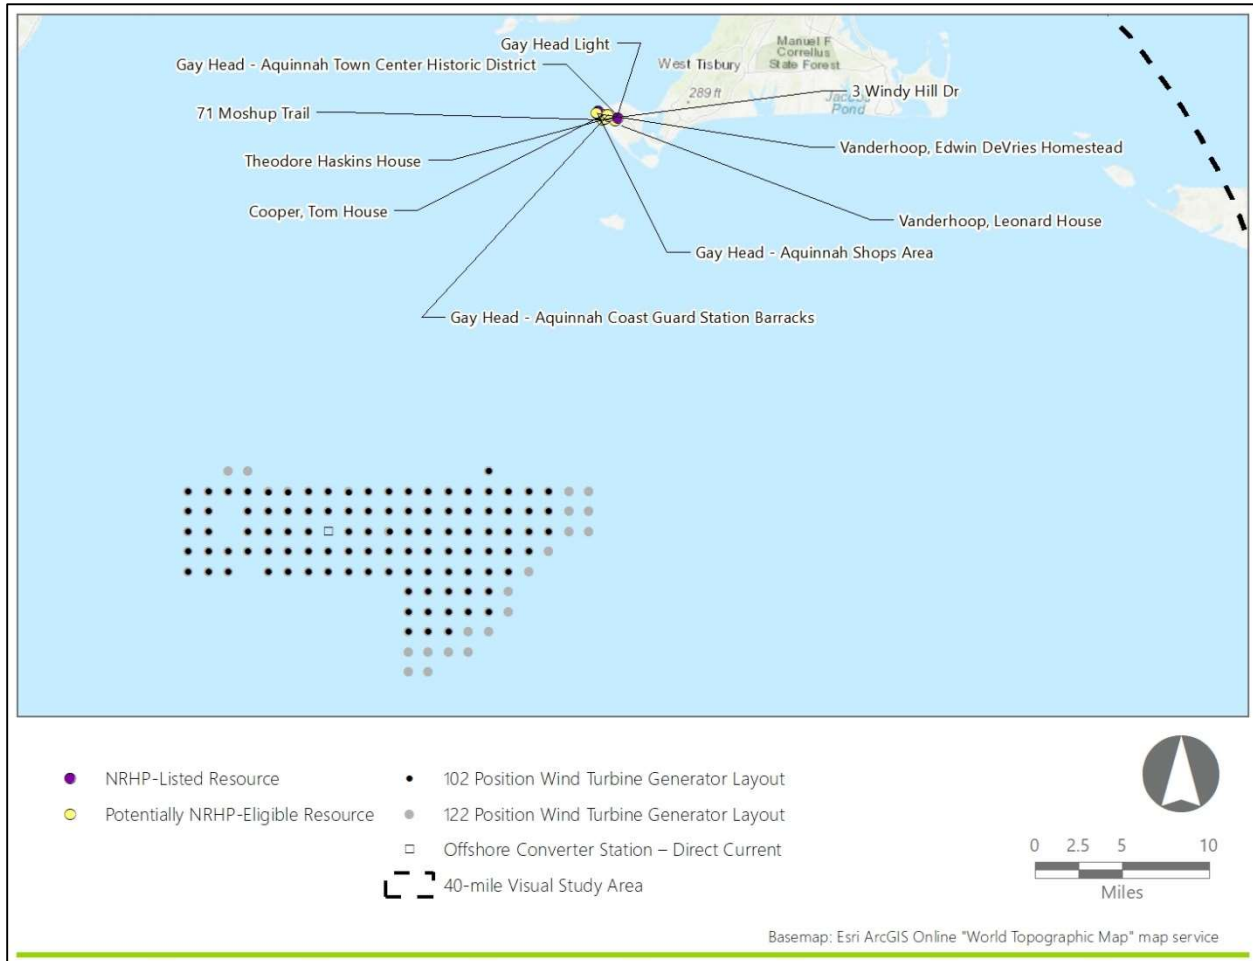 Gay Head Light
Manuel F
Correllus
State Forest
West Tisbury
Gay Head - Aquinnah Town Center Historic District
289 ft
3 Windy Hill Dr
Pond
71 Moshup Trail
Vanderhoop, Edwin DeVries Homestead
Theodore Haskins House
Cooper, Tom House
Vanderhoop, Leonard House
Gay Head - Aquinnah Shops Area
Gay Head - Aquinnah Coast Guard Station Barracks
NRHP-Listed Resource
Potentially NRHP-Eligible Resource
102 Position Wind Turbine Generator Layout
122 Position Wind Turbine Generator Layout
Offshore Converter Station – Direct Current
40-mile Visual Study Area
0 2.5 5 10
Miles
Basemap: Esri ArcGIS Online "World Topographic Map" map service